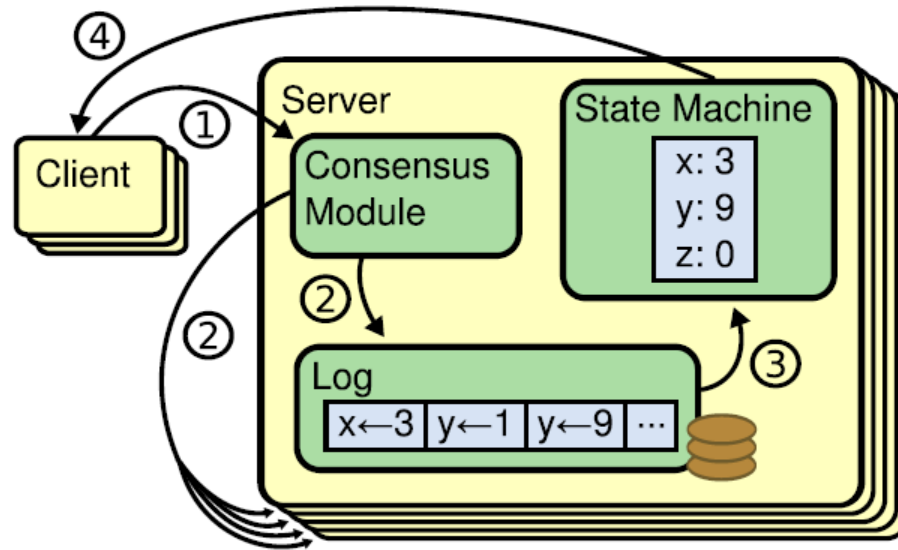 ④
①
Server
State Machine
Client
Consensus
Module
x: 3
y: 9
z: 0
②
②
③
Log
x←3 y←1 y←9 ...